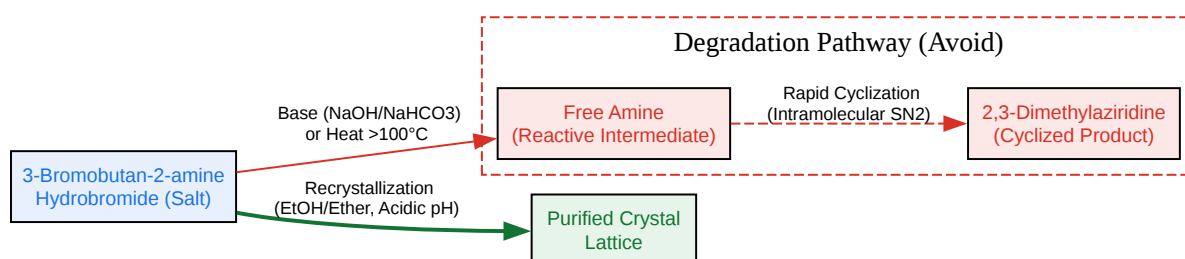 Degradation Pathway (Avoid)
Base (NaOH/NaHCO3)
or Heat >100°C
Free Amine
(Reactive Intermediate)
Rapid Cyclization
(Intramolecular SN2)
2,3-Dimethylaziridine
(Cyclized Product)
3-Bromobutan-2-amine
Hydrobromide (Salt)
Recrystallization
(EtOH/Ether, Acidic pH)
Purified Crystal
Lattice